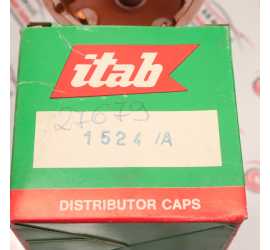 itab
27679
1524/A
DISTRIBUTOR CAPS